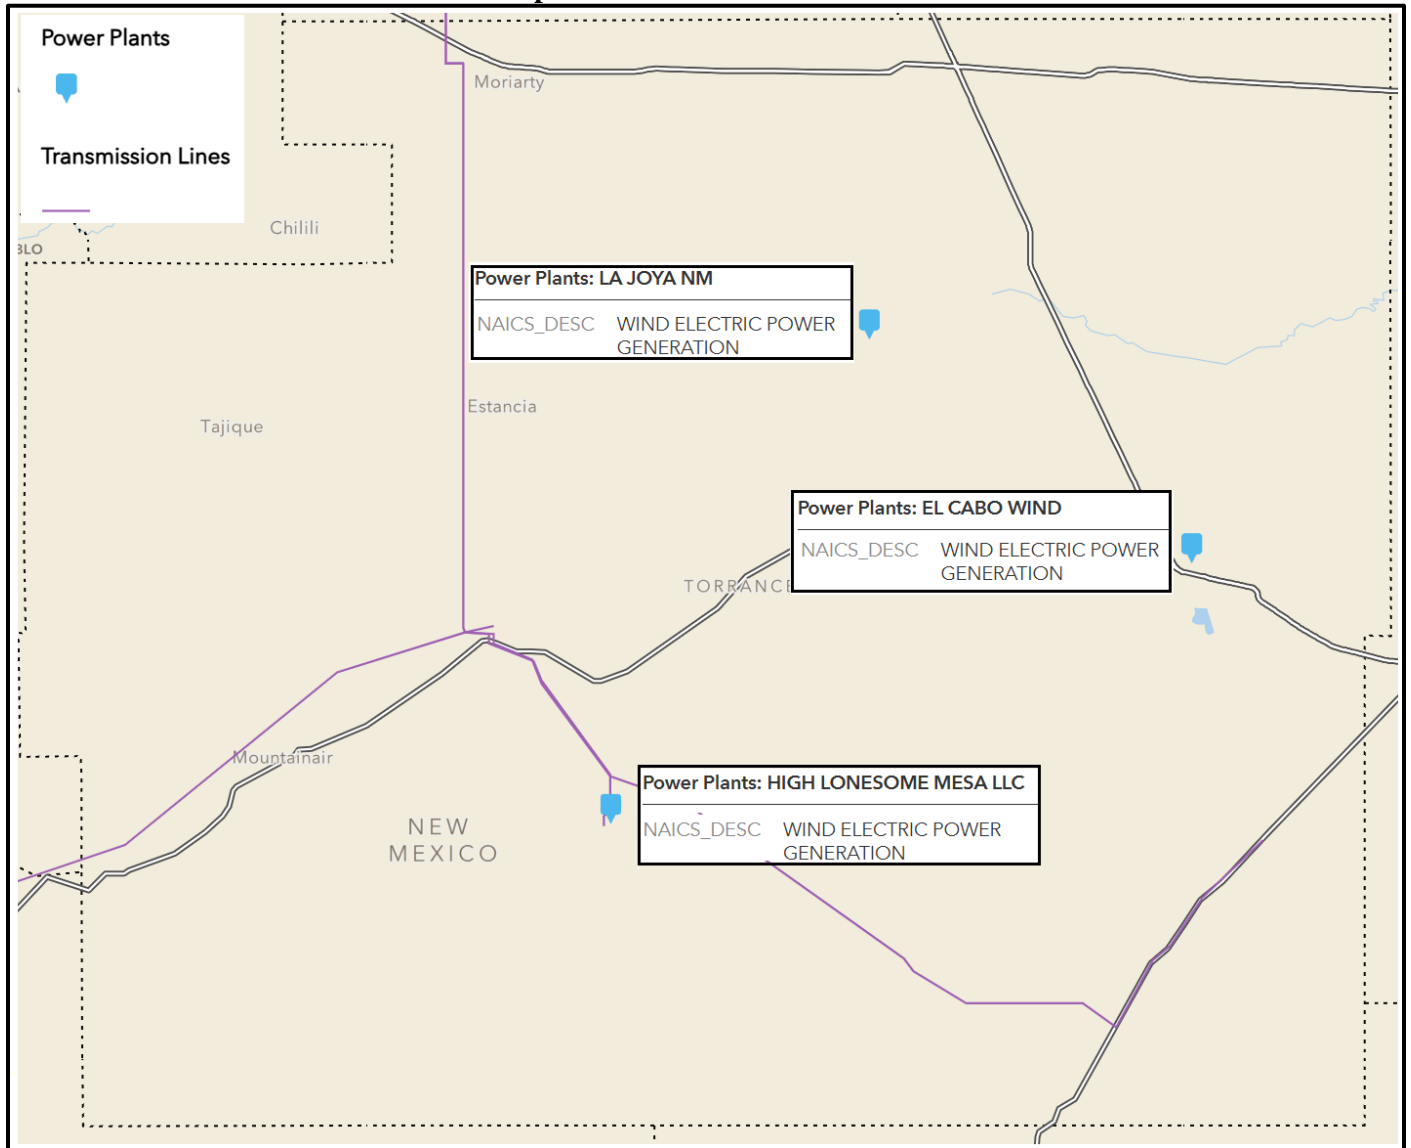 Power Plants
Transmission Lines
Moriarty
Chilili
BLO
Power Plants: LA JOYA NM
NAICS_DESC WIND ELECTRIC POWER
GENERATION
Estancia
Tajique
Power Plants: EL CABO WIND
NAICS_DESC WIND ELECTRIC POWER
GENERATION
TORRANCE
Mountainair
Power Plants: HIGH LONESOME MESA LLC
NAICS_DESC WIND ELECTRIC POWER
GENERATION
NEW
MEXICO